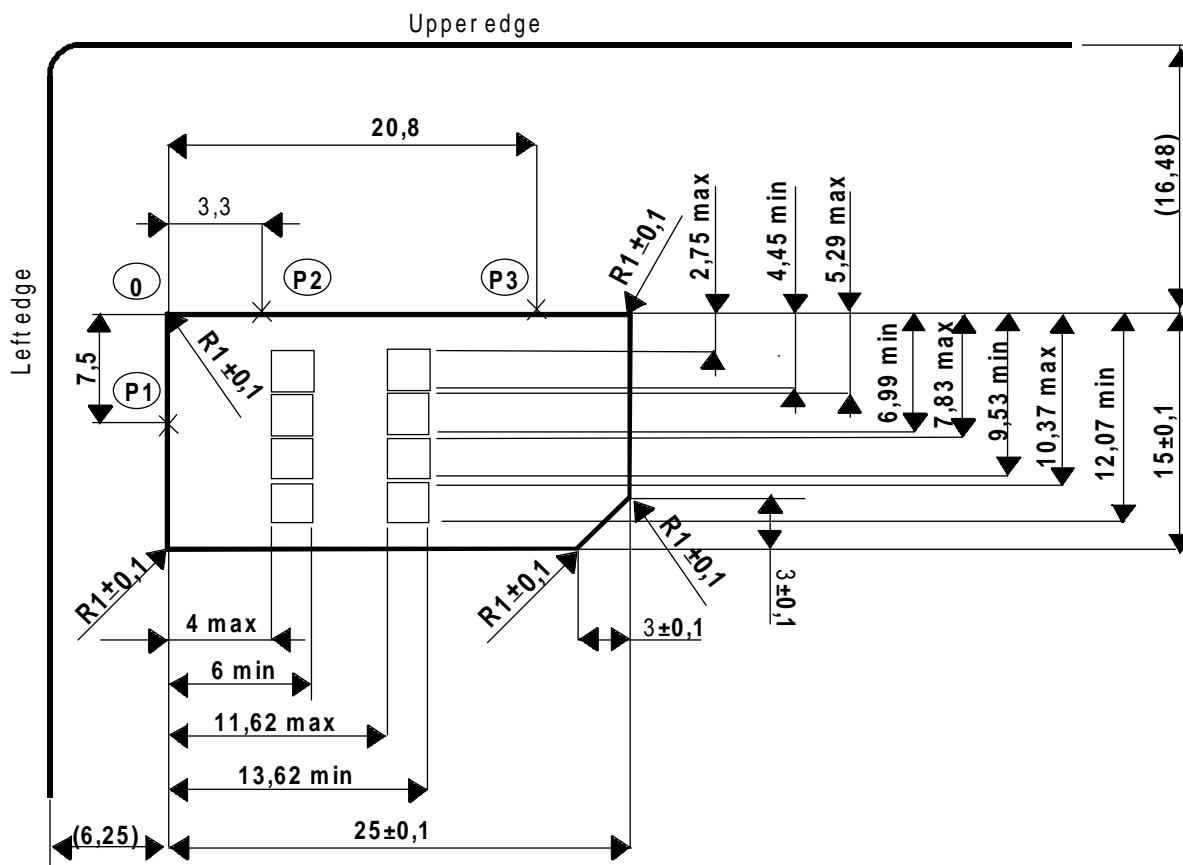 Upper edge
Left edge
20,8
3,3
0
P2
P3
P1
7,5
R1±0,1
R1±0,1
2,75 max
4,45 min
5,29 max
(16,48)
6,99 min
7,83 max
9,53 min
10,37 max
12,07 min
15±0,1
R1±0,1
R1±0,1
R1±0,1
3±0,1
3±0,1
4 max
6 min
11,62 max
13,62 min
(6,25)
25±0,1